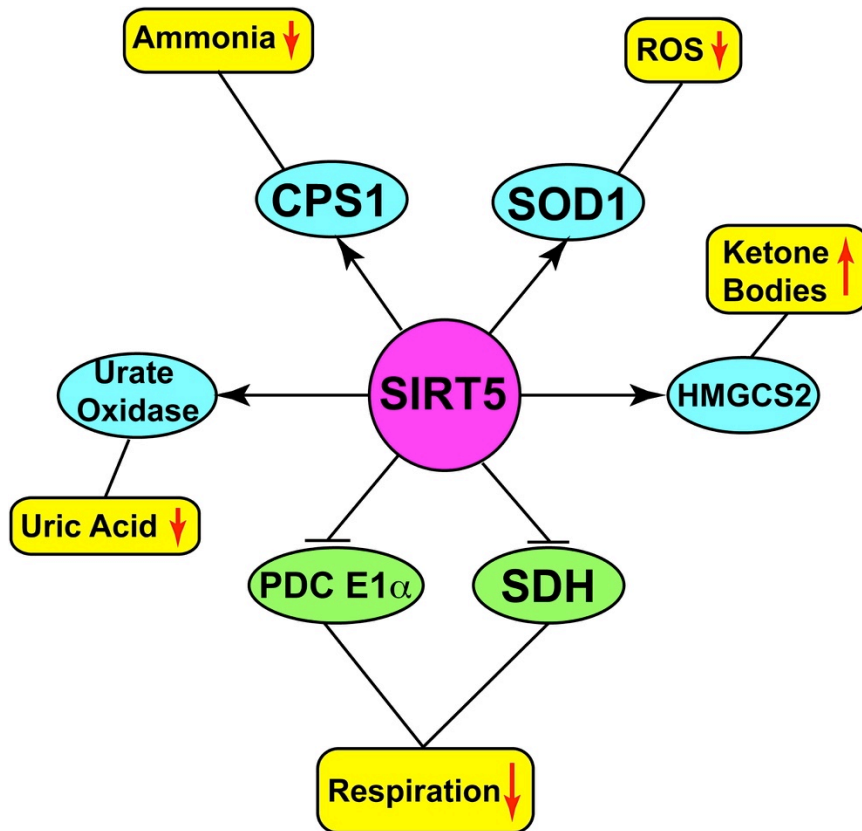 Ammonia
ROS
CPS1
SOD1
Ketone
Bodies
Urate
Oxidase
SIRT5
HMGCS2
Uric Acid
PDC E1α
SDH
Respiration